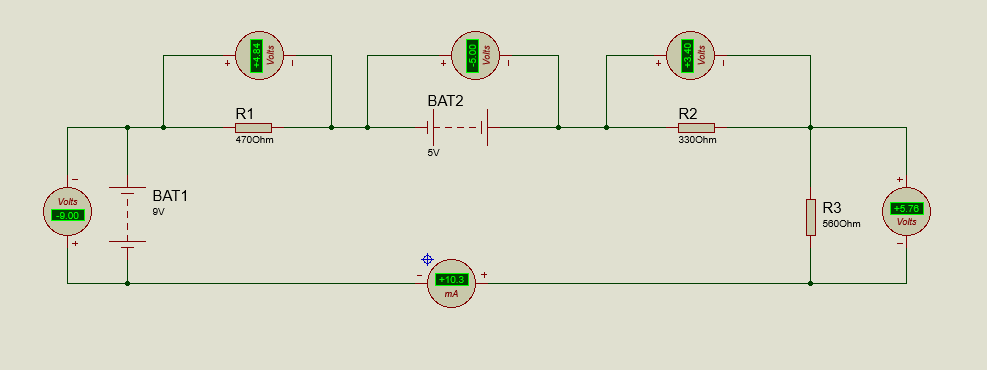 +4.84
Volts
+ −
-5.00
Volts
+ −
+3.40
Volts
+ −
R1
470Ohm
BAT2
5V
R2
330Ohm
−
Volts
-9.00
+
BAT1
9V
R3
560Ohm
+
+5.76
Volts
−
− +
+10.3
mA